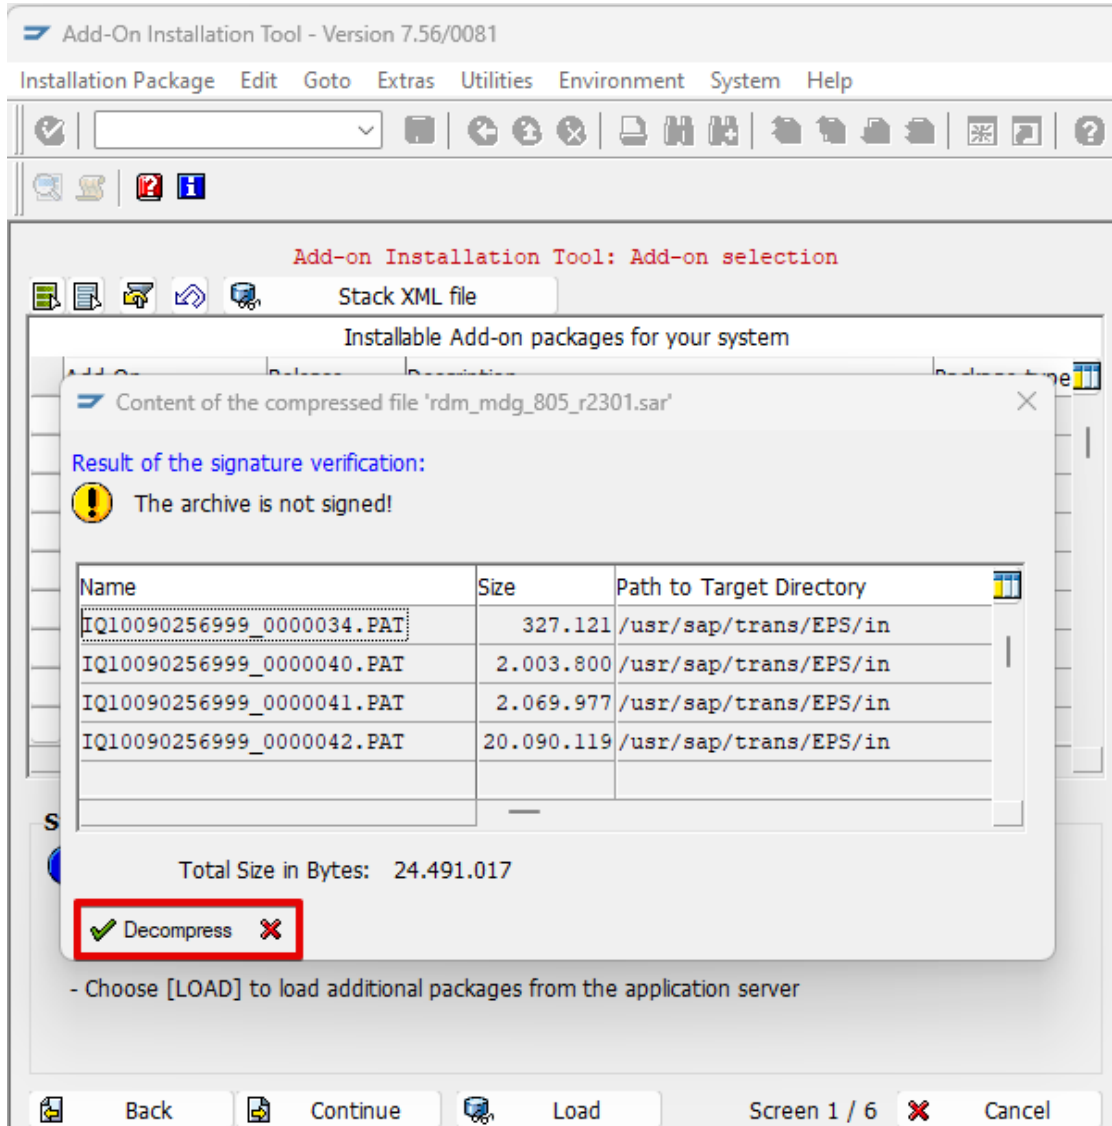 Add-On Installation Tool - Version 7.56/0081
Installation Package Edit Goto Extras Utilities Environment System Help
Add-on Installation Tool: Add-on selection
Stack XML file
Installable Add-on packages for your system
Add-On Release Description Package type
Content of the compressed file 'rdm_mdg_805_r2301.sar'
Result of the signature verification:
The archive is not signed!
Name Size Path to Target Directory
IQ10090256999_0000034.PAT 327.121 /usr/sap/trans/EPS/in
IQ10090256999_0000040.PAT 2.003.800 /usr/sap/trans/EPS/in
IQ10090256999_0000041.PAT 2.069.977 /usr/sap/trans/EPS/in
IQ10090256999_0000042.PAT 20.090.119 /usr/sap/trans/EPS/in
S
Total Size in Bytes: 24.491.017
Decompress
- Choose [LOAD] to load additional packages from the application server
Back Continue Load Screen 1 / 6 Cancel